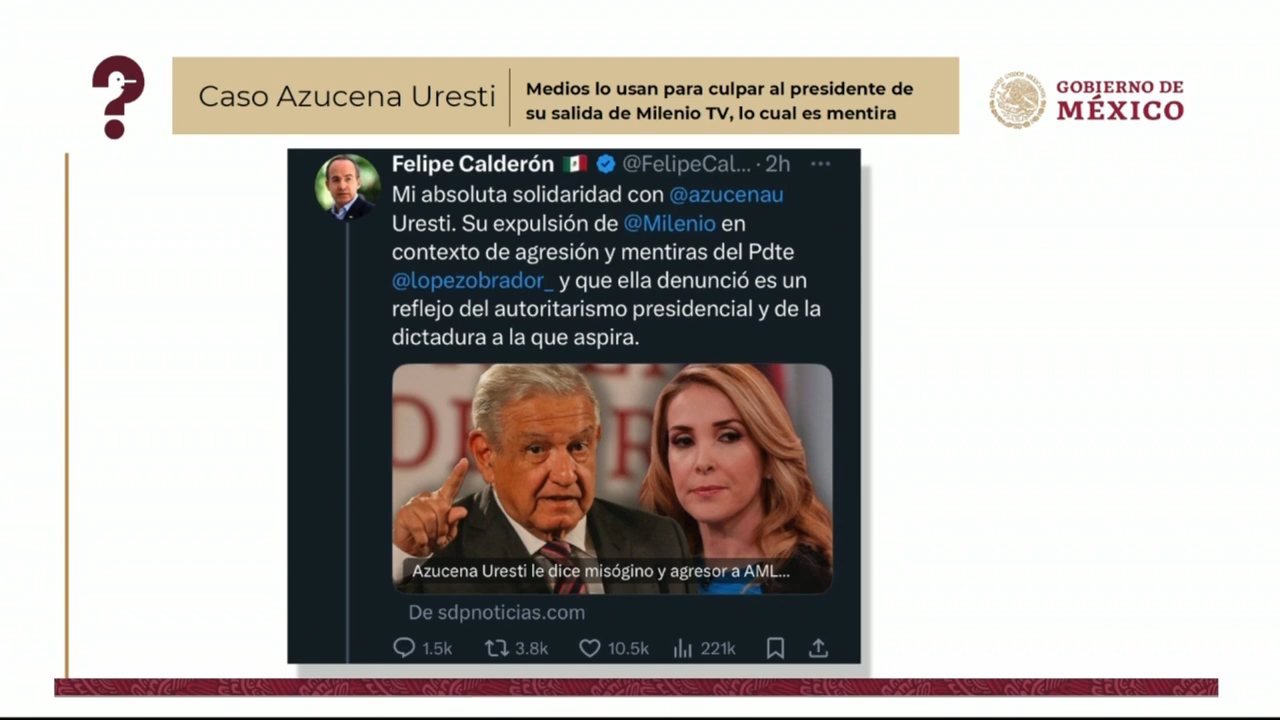 Caso Azucena Uresti
Medios lo usan para culpar al presidente de
su salida de Milenio TV, lo cual es mentira
GOBIERNO DE
MÉXICO
Felipe Calderón @FelipeCal... · 2h
Mi absoluta solidaridad con @azucenau
Uresti. Su expulsión de @Milenio en
contexto de agresión y mentiras del Pdte
@lopezobrador_ y que ella denunció es un
reflejo del autoritarismo presidencial y de la
dictadura a la que aspira.
Azucena Uresti le dice misógino y agresor a AML...
De sdpnoticias.com
1.5k 3.8k 10.5k 221k